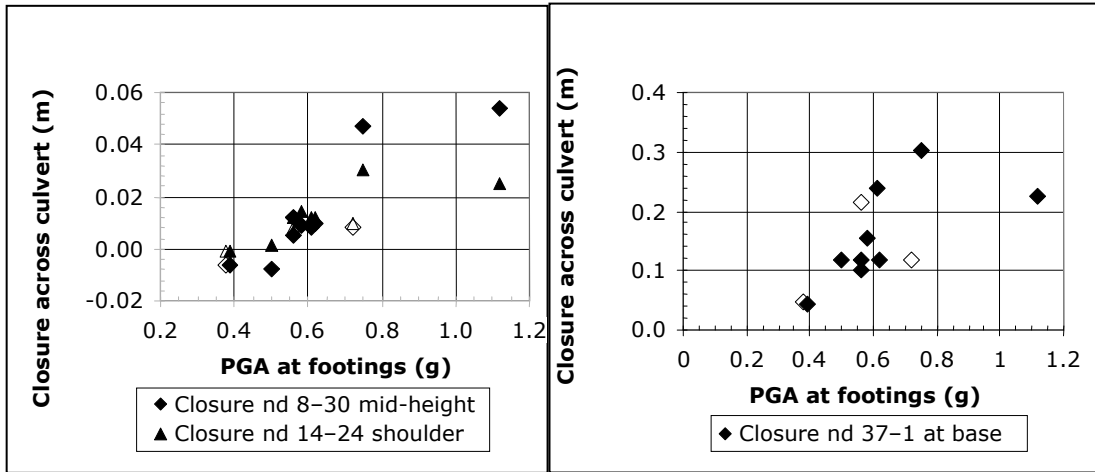 Closure across culvert (m)
0.06
0.04
0.02
0.00
-0.02
0.2 0.4 0.6 0.8 1.0 1.2
PGA at footings (g)
Closure nd 8–30 mid-height
Closure nd 14–24 shoulder
Closure across culvert (m)
0.4
0.3
0.2
0.1
0.0
0 0.2 0.4 0.6 0.8 1 1.2
PGA at footings (g)
Closure nd 37–1 at base